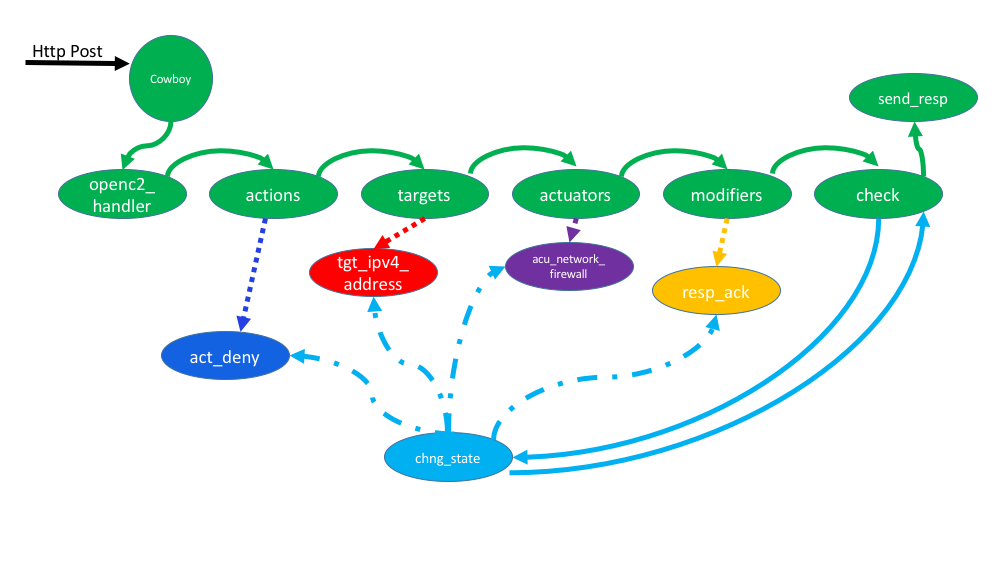 Http Post
Cowboy
send_resp
openc2_
handler
actions
targets
actuators
modifiers
check
tgt_ipv4_
address
acu_network_
firewall
resp_ack
act_deny
chng_state